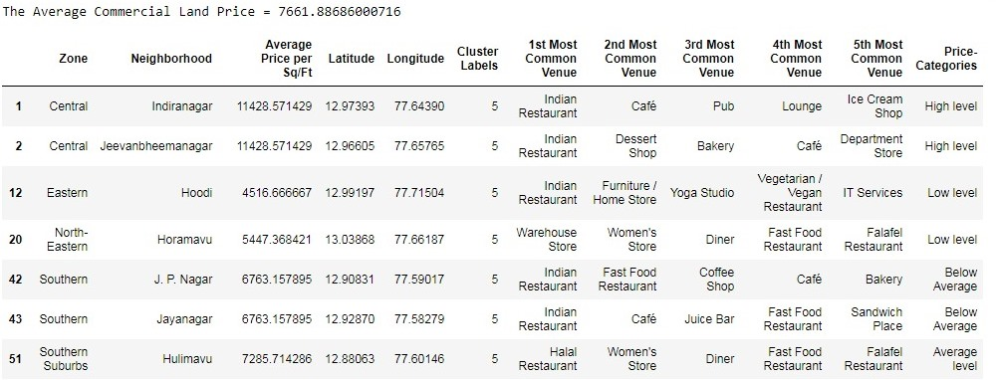 The Average Commercial Land Price = 7661.88686000716
Zone Neighborhood Average Price per Sq/Ft Latitude Longitude Cluster Labels 1st Most Common Venue 2nd Most Common Venue 3rd Most Common Venue 4th Most Common Venue 5th Most Common Venue Price-Categories
1 Central Indiranagar 11428.571429 12.97393 77.64390 5 Indian Restaurant Café Pub Lounge Ice Cream Shop High level
2 Central Jeevanbheemanagar 11428.571429 12.96605 77.65765 5 Indian Restaurant Dessert Shop Bakery Café Department Store High level
12 Eastern Hoodi 4516.666667 12.99197 77.71504 5 Indian Restaurant Furniture / Home Store Yoga Studio Vegetarian / Vegan Restaurant IT Services Low level
20 North-Eastern Horamavu 5447.368421 13.03868 77.66187 5 Warehouse Store Women's Store Diner Fast Food Restaurant Falafel Restaurant Low level
42 Southern J. P. Nagar 6763.157895 12.90831 77.59017 5 Indian Restaurant Fast Food Restaurant Coffee Shop Café Bakery Below Average
43 Southern Jayanagar 6763.157895 12.92870 77.58279 5 Indian Restaurant Café Juice Bar Fast Food Restaurant Sandwich Place Below Average
51 Southern Suburbs Hulimavu 7285.714286 12.88063 77.60146 5 Halal Restaurant Women's Store Diner Fast Food Restaurant Falafel Restaurant Average level